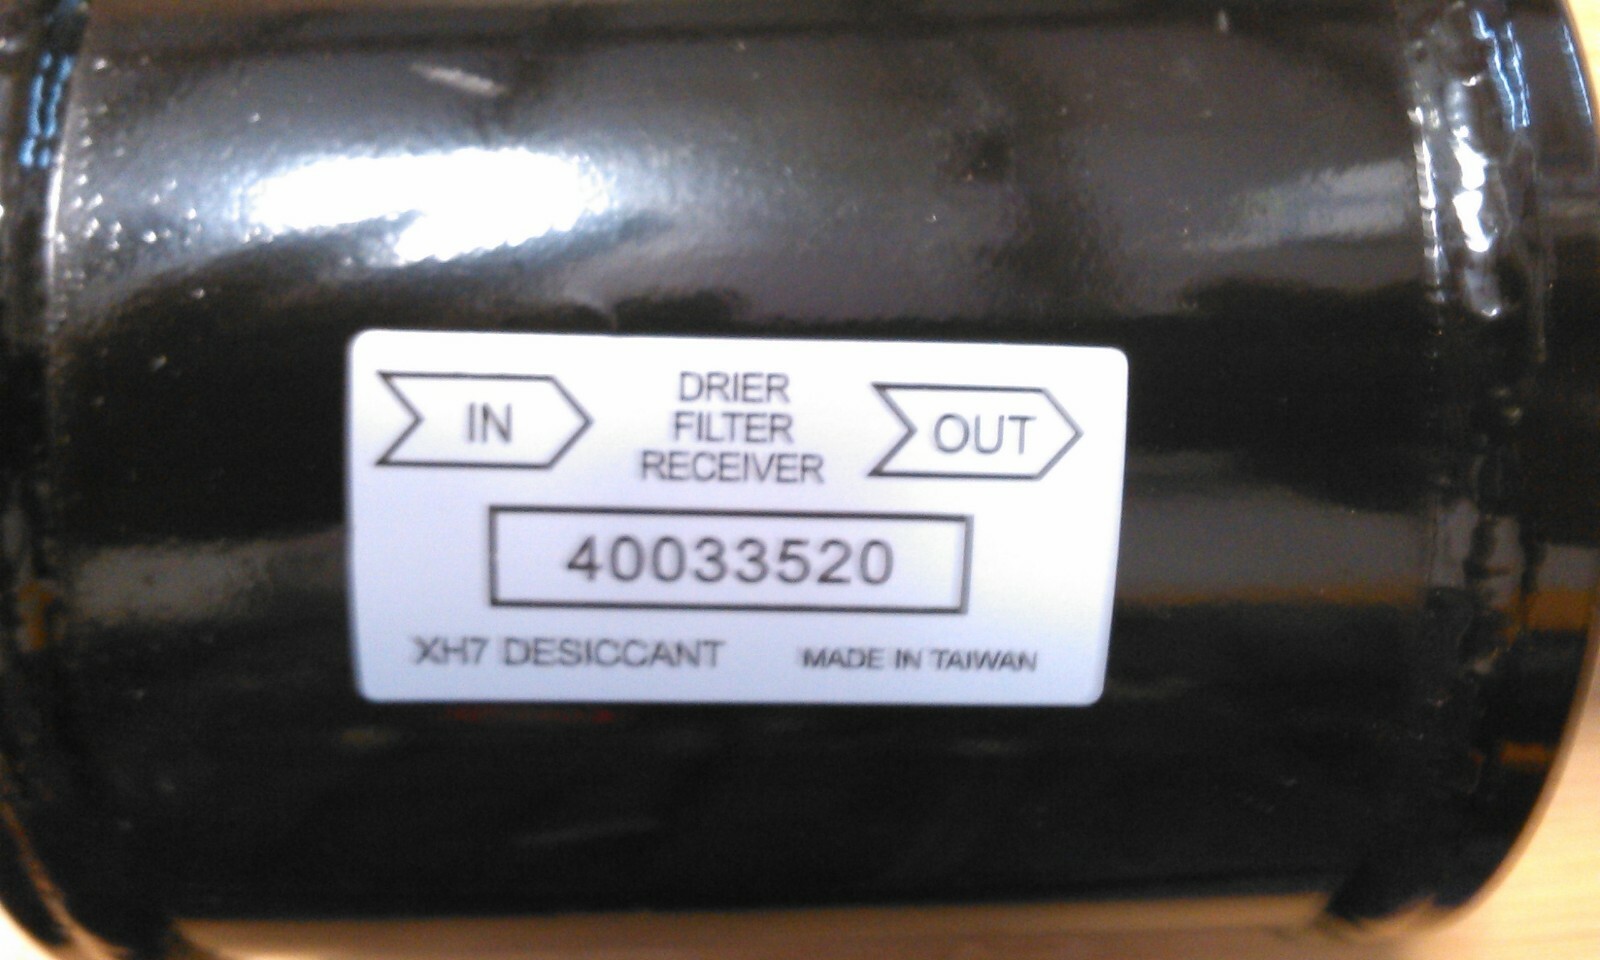 IN
DRIER
FILTER
RECEIVER
OUT
40033520
XH7 DESICCANT
MADE IN TAIWAN